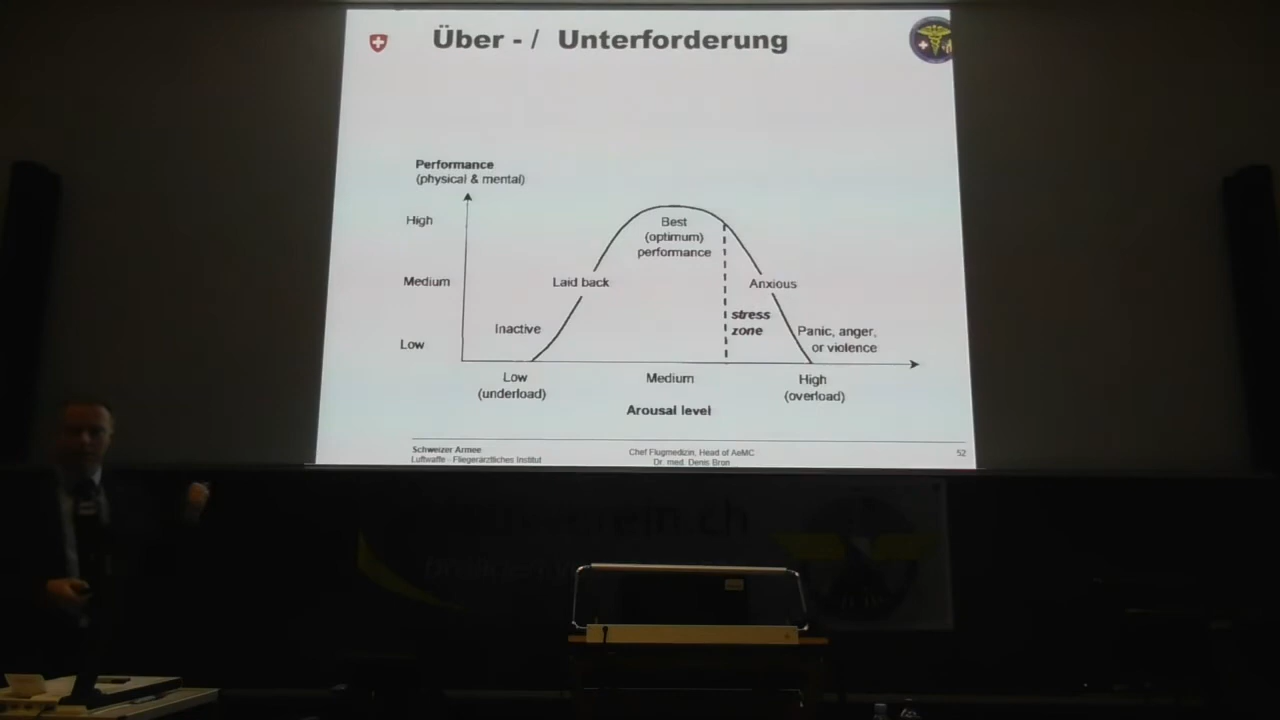 Über - / Unterforderung
Performance
(physical & mental)
High
Medium
Low
Best
(optimum)
performance
Laid back
Anxious
Inactive
stress
zone
Panic, anger,
or violence
Low
(underload)
Medium
High
(overload)
Arousal level
Schweizer Armee
Luftwaffe - Fliegerärztliches Institut
Chef Flugmedizin, Head of AeMC
Dr. med. Denis Bron
52